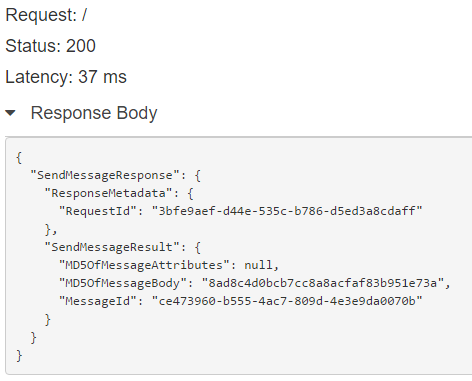 Request: /
Status: 200
Latency: 37 ms
Response Body
{
  "SendMessageResponse": {
    "ResponseMetadata": {
      "RequestId": "3bfe9aef-d44e-535c-b786-d5ed3a8cdaff"
    },
    "SendMessageResult": {
      "MD5OfMessageAttributes": null,
      "MD5OfMessageBody": "8ad8c4d0bcb7cc8a8acfaf83b951e73a",
      "MessageId": "ce473960-b555-4ac7-809d-4e3e9da0070b"
    }
  }
}